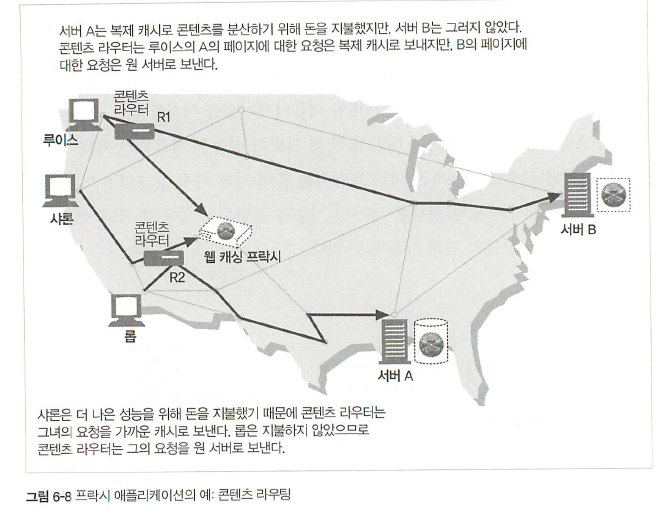 서버 A는 복제 캐시로 콘텐츠를 분산하기 위해 돈을 지불했지만, 서버 B는 그러지 않았다.
콘텐츠 라우터는 루이스의 A의 페이지에 대한 요청은 복제 캐시로 보내지만, B의 페이지에
대한 요청은 원 서버로 보낸다.
콘텐츠
라우터
R1
루이스
샤론
콘텐츠
라우터
R2
웹 캐싱 프락시
서버 B
롭
서버 A
샤론은 더 나은 성능을 위해 돈을 지불했기 때문에 콘텐츠 라우터는
그녀의 요청을 가까운 캐시로 보낸다. 롭은 지불하지 않았으므로
콘텐츠 라우터는 그의 요청을 원 서버로 보낸다.
그림 6-8 프락시 애플리케이션의 예: 콘텐츠 라우팅